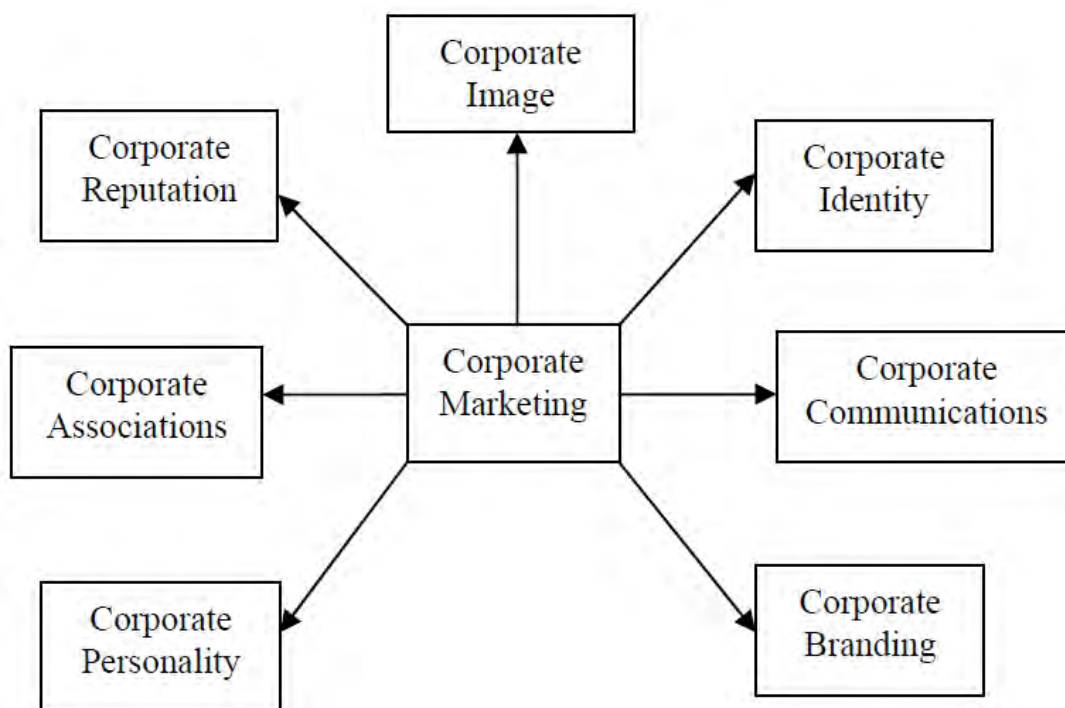 Corporate
Image
Corporate
Reputation
Corporate
Identity
Corporate
Marketing
Corporate
Associations
Corporate
Communications
Corporate
Personality
Corporate
Branding